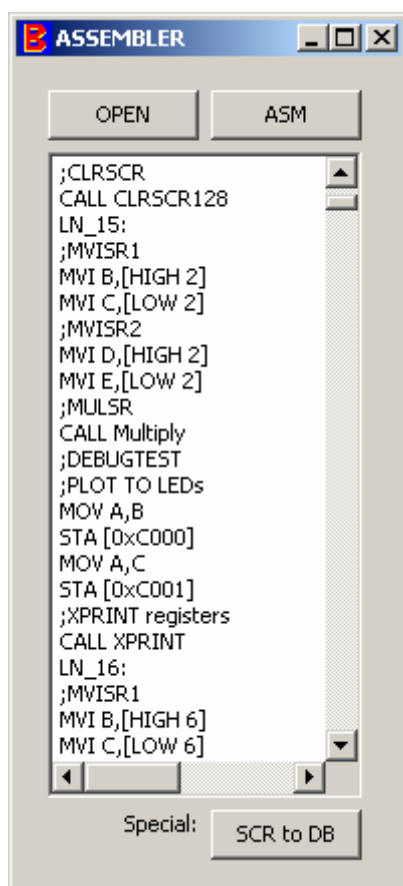 B ASSEMBLER
OPEN ASM
;CLRSCR
CALL CLRSCR128
LN_15:
;MVISR1
MVI B,[HIGH 2]
MVI C,[LOW 2]
;MVISR2
MVI D,[HIGH 2]
MVI E,[LOW 2]
;MULSR
CALL Multiply
;DEBUGTEST
;PLOT TO LEDs
MOV A,B
STA [0xC000]
MOV A,C
STA [0xC001]
;XPRINT registers
CALL XPRINT
LN_16:
;MVISR1
MVI B,[HIGH 6]
MVI C,[LOW 6]
Special: SCR to DB